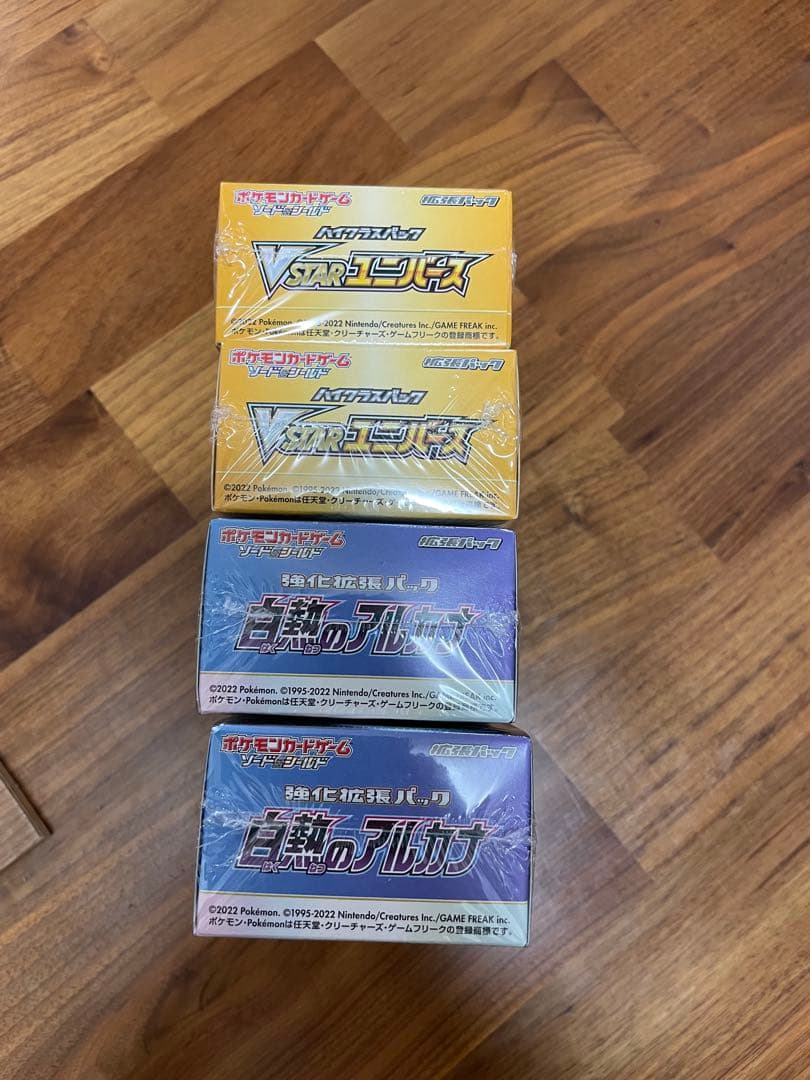 ポケモンカードゲーム 拡張パック
ソード&シールド
ハイクラスパック
VSTARユニバース
©2022 Pokémon. ©1995-2022 Nintendo/Creatures Inc./GAME FREAK inc.
ポケモン・Pokémonは任天堂・クリーチャーズ・ゲームフリークの登録商標です。
ポケモンカードゲーム 拡張パック
ソード&シールド
ハイクラスパック
VSTARユニバース
©2022 Pokémon. ©1995-2022 Nintendo/Creatures Inc./GAME FREAK inc.
ポケモン・Pokémonは任天堂・クリーチャーズ・
ポケモンカードゲーム 拡張パック
ソード&シールド
強化拡張パック
白熱のアルカナ
はく ねつ
©2022 Pokémon. ©1995-2022 Nintendo/Creatures Inc./GAME FREAK inc.
ポケモン・Pokémonは任天堂・クリーチャーズ・ゲームフリークの登録商標です。
ポケモンカードゲーム 拡張パック
ソード&シールド
強化拡張パック
白熱のアルカナ
はく ねつ
©2022 Pokémon. ©1995-2022 Nintendo/Creatures Inc./GAME FREAK inc.
ポケモン・Pokémonは任天堂・クリーチャーズ・ゲームフリークの登録商標です。